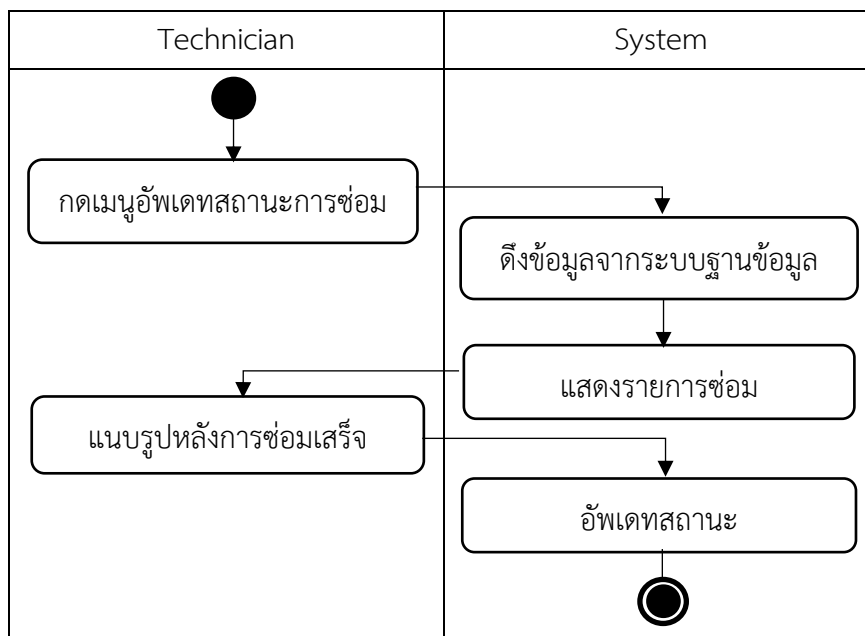 Technician
System
กดเมนูอัพเดทสถานะการซ่อม
ดึงข้อมูลจากระบบฐานข้อมูล
แสดงรายการซ่อม
แนบรูปหลังการซ่อมเสร็จ
อัพเดทสถานะ